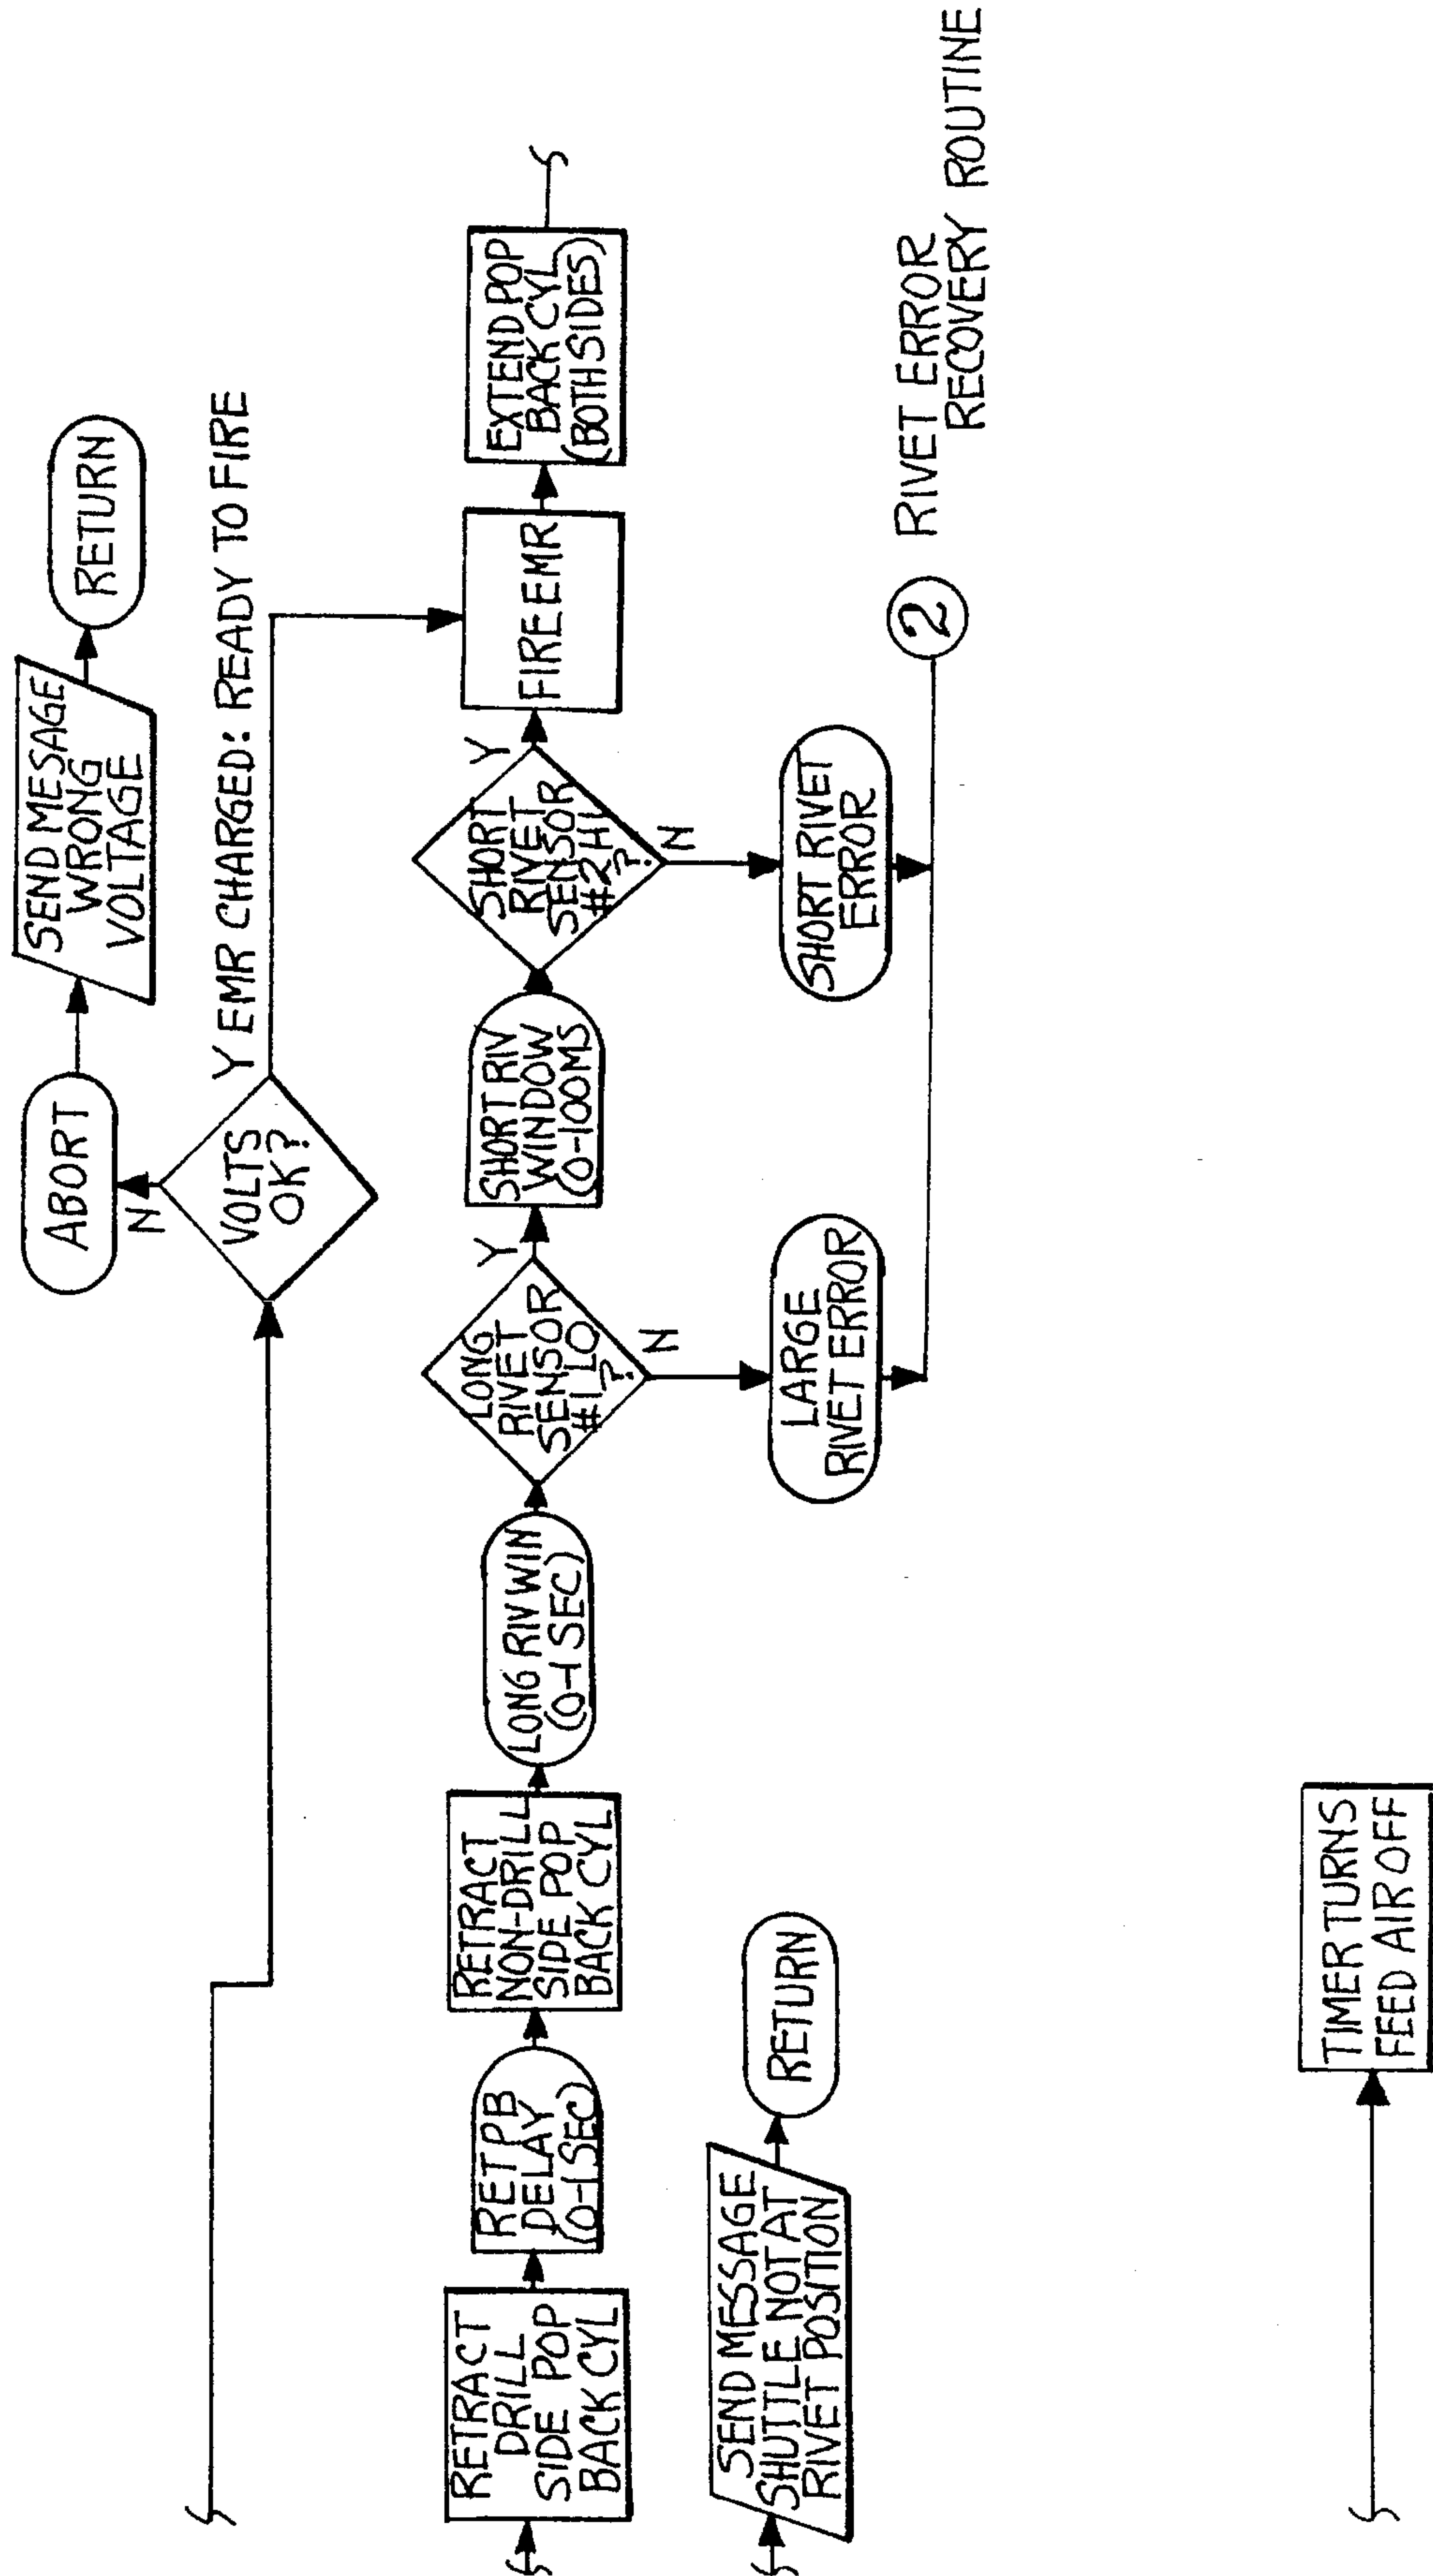 SEND MESSAGE
WRONG
VOLTAGE
RETURN
ABORT
N
VOLTS
OK?
Y EMR CHARGED: READY TO FIRE
RETRACT
DRILL
SIDE POP
BACK CYL
RET PB
DELAY
(0-1 SEC)
RETRACT
NON-DRILL
SIDE POP
BACK CYL
LONG RIV WIN
(0-1 SEC)
LONG
RIVET
SENSOR
#1 LO
?
Y
N
SHORT RIV
WINDOW
(0-100MS
SHORT
RIVET
SENSOR
#2 HI
?
Y
N
FIRE EMR
EXTEND POP
BACK CYL
(BOTH SIDES)
SEND MESSAGE
SHUTTLE NOT AT
RIVET POSITION
RETURN
LARGE
RIVET ERROR
SHORT RIVET
ERROR
2
RIVET ERROR
RECOVERY ROUTINE
TIMER TURNS
FEED AIR OFF